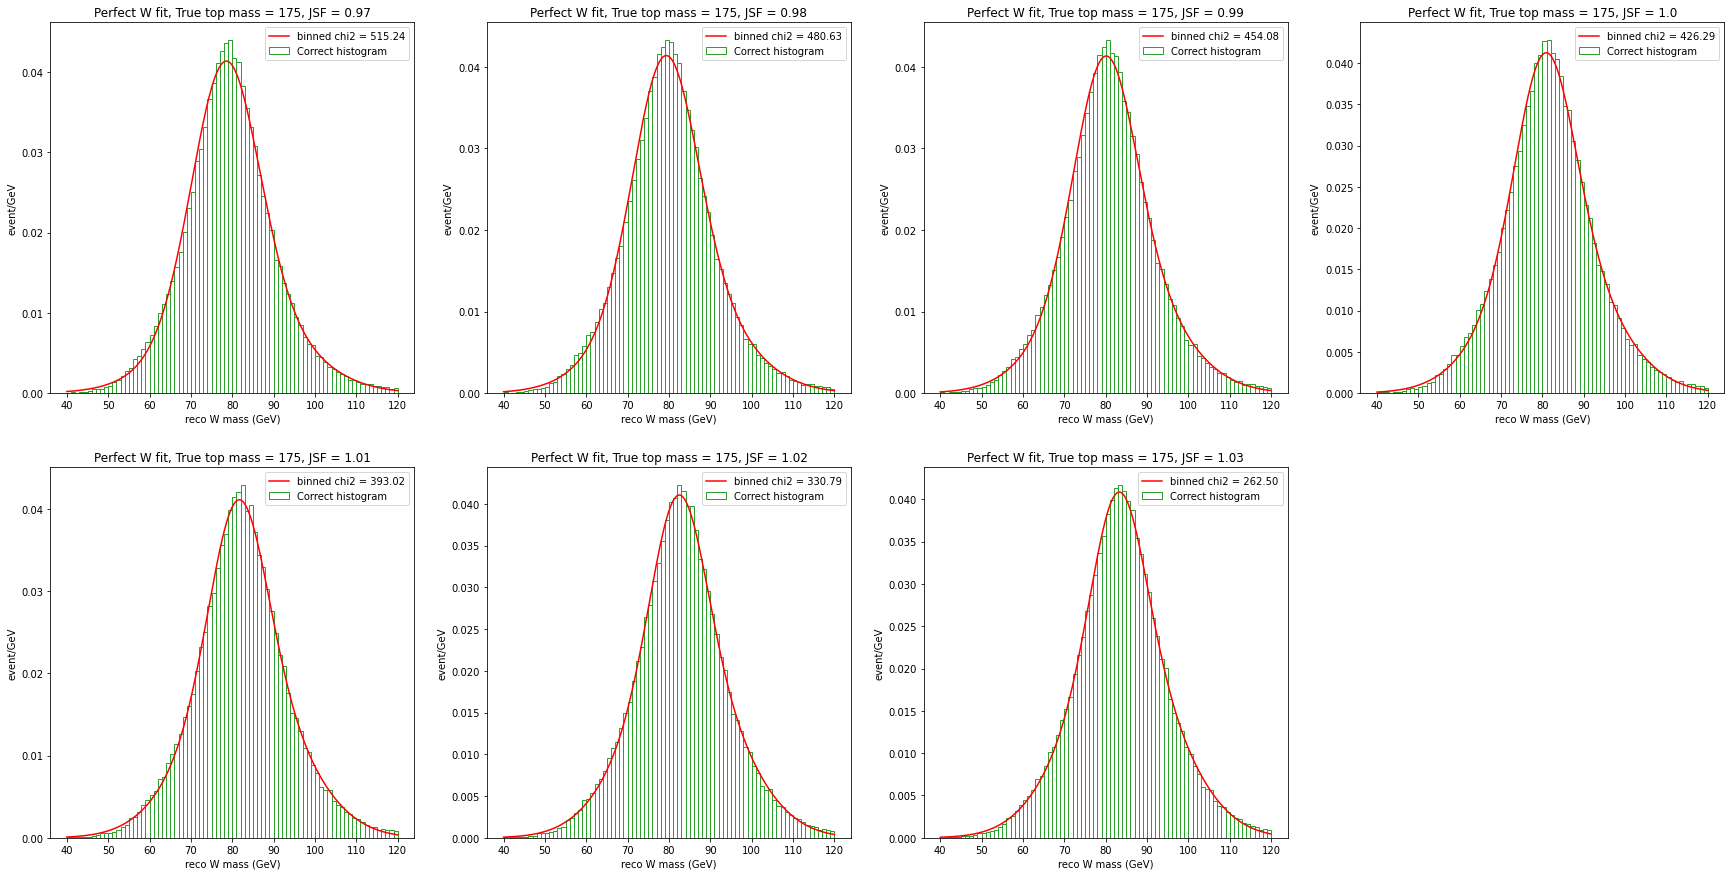 Perfect W fit, True top mass = 175, JSF = 0.97
binned chi2 = 515.24
Correct histogram
event/GeV
0.04
0.03
0.02
0.01
0.00
40 50 60 70 80 90 100 110 120
reco W mass (GeV)
Perfect W fit, True top mass = 175, JSF = 0.98
binned chi2 = 480.63
Correct histogram
event/GeV
0.04
0.03
0.02
0.01
0.00
40 50 60 70 80 90 100 110 120
reco W mass (GeV)
Perfect W fit, True top mass = 175, JSF = 0.99
binned chi2 = 454.08
Correct histogram
event/GeV
0.04
0.03
0.02
0.01
0.00
40 50 60 70 80 90 100 110 120
reco W mass (GeV)
Perfect W fit, True top mass = 175, JSF = 1.0
binned chi2 = 426.29
Correct histogram
event/GeV
0.040
0.035
0.030
0.025
0.020
0.015
0.010
0.005
0.000
40 50 60 70 80 90 100 110 120
reco W mass (GeV)
Perfect W fit, True top mass = 175, JSF = 1.01
binned chi2 = 393.02
Correct histogram
event/GeV
0.04
0.03
0.02
0.01
0.00
40 50 60 70 80 90 100 110 120
reco W mass (GeV)
Perfect W fit, True top mass = 175, JSF = 1.02
binned chi2 = 330.79
Correct histogram
event/GeV
0.040
0.035
0.030
0.025
0.020
0.015
0.010
0.005
0.000
40 50 60 70 80 90 100 110 120
reco W mass (GeV)
Perfect W fit, True top mass = 175, JSF = 1.03
binned chi2 = 262.50
Correct histogram
event/GeV
0.040
0.035
0.030
0.025
0.020
0.015
0.010
0.005
0.000
40 50 60 70 80 90 100 110 120
reco W mass (GeV)